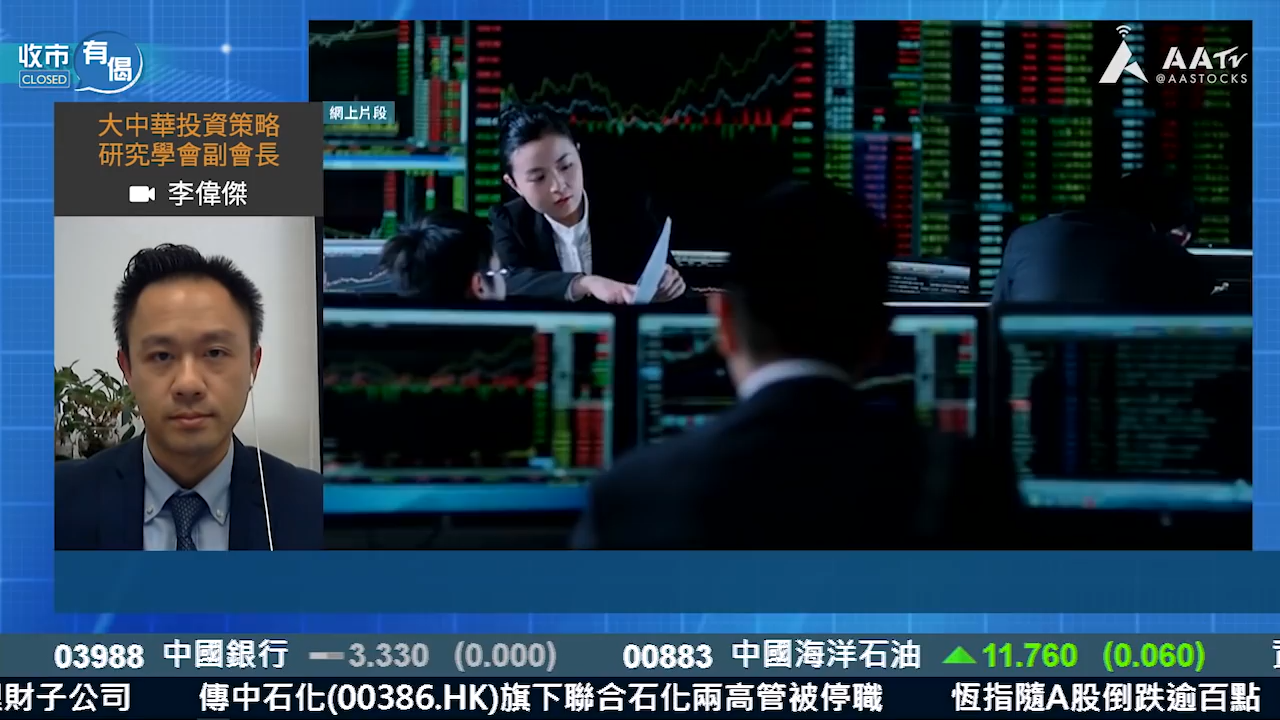 收市
CLOSED
有
偈
AATV
@AASTOCKS
網上片段
大中華投資策略
研究學會副會長
李偉傑
03988 中國銀行 3.330 (0.000) 00883 中國海洋石油 11.760 (0.060)
財子公司 傳中石化(00386.HK)旗下聯合石化兩高管被停職 恆指隨A股倒跌逾百點